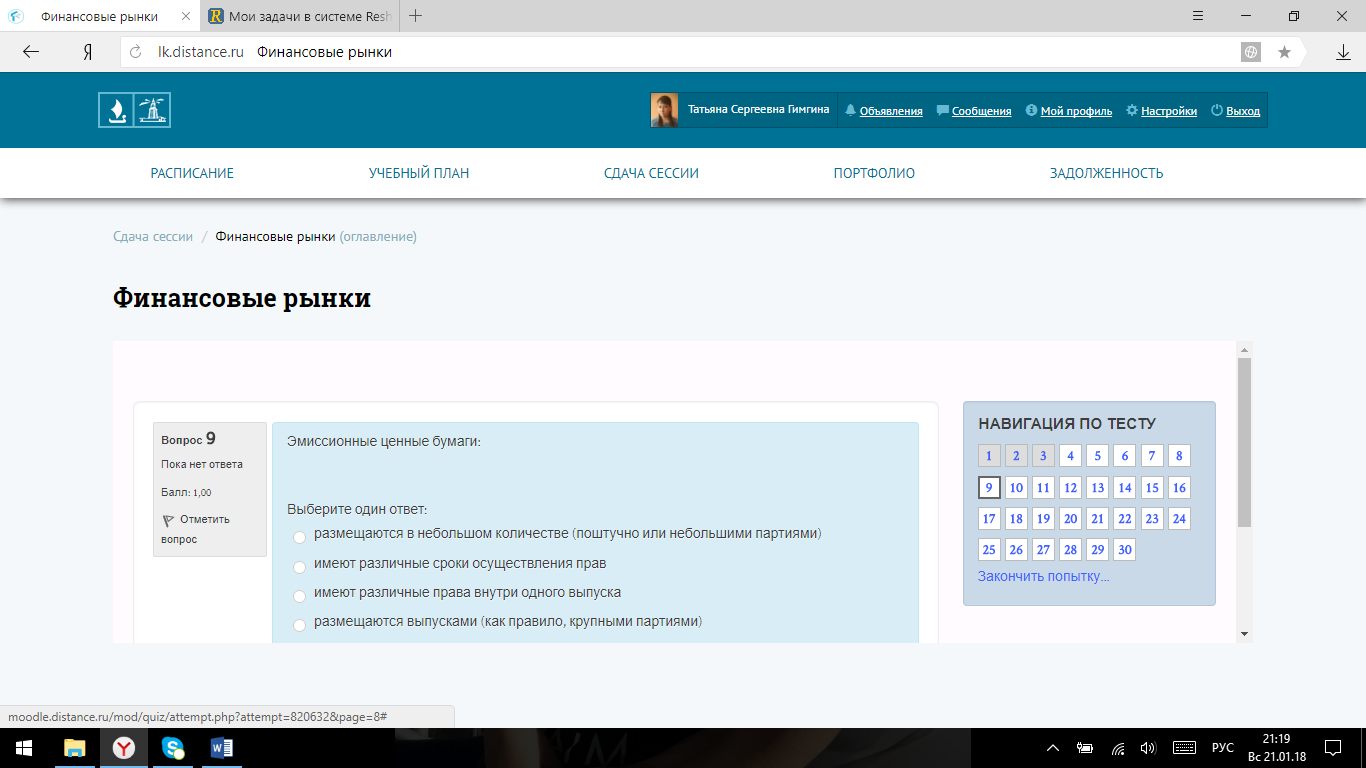 Финансовые рынки
Мои задачи в системе Resh
Я
lk.distance.ru Финансовые рынки
Татьяна Сергеевна Гимгина Объявления Сообщения Мой профиль Настройки Выход
РАСПИСАНИЕ УЧЕБНЫЙ ПЛАН СДАЧА СЕССИИ ПОРТФОЛИО ЗАДОЛЖЕННОСТЬ
Сдача сессии / Финансовые рынки (оглавление)
Финансовые рынки
Вопрос 9
Пока нет ответа
Балл: 1,00
Отметить
вопрос
Эмиссионные ценные бумаги:
Выберите один ответ:
размещаются в небольшом количестве (поштучно или небольшими партиями)
имеют различные сроки осуществления прав
имеют различные права внутри одного выпуска
размещаются выпусками (как правило, крупными партиями)
НАВИГАЦИЯ ПО ТЕСТУ
1 2 3 4 5 6 7 8
9 10 11 12 13 14 15 16
17 18 19 20 21 22 23 24
25 26 27 28 29 30
Закончить попытку...
moodle.distance.ru/mod/quiz/attempt.php?attempt=820632&page=8#
РУС
21:19
Вс 21.01.18